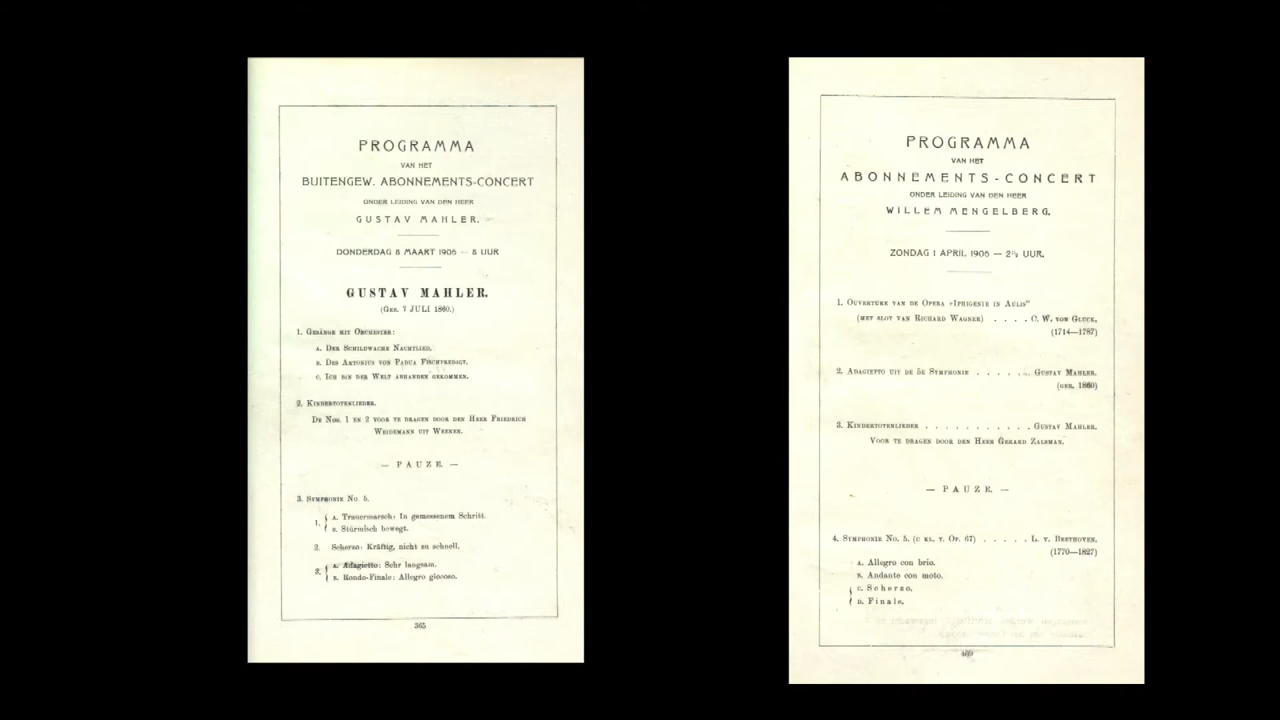 PROGRAMMA
VAN HET
BUITENGEW. ABONNEMENTS-CONCERT
ONDER LEIDING VAN DEN HEER
GUSTAV MAHLER.
DONDERDAG 8 MAART 1906 — 8 UUR
GUSTAV MAHLER.
(Geb. 7 JULI 1860.)
1. Gesänge mit Orchester:
A. Der Schildwache Nachtlied.
B. Des Antonius von Padua Fischpredigt.
C. Ich bin der Welt abhanden gekommen.
2. Kindertotenlieder.
De Nos. 1 en 2 voor te dragen door den Heer Friedrich
Weidemann uit Weenen.
— PAUZE. —
3. Symphonie No. 5.
1. A. Trauermarsch: In gemessenem Schritt.
B. Stürmisch bewegt.
2. Scherzo: Kräftig, nicht zu schnell.
3. A. Adagietto: Sehr langsam.
B. Rondo-Finale: Allegro giocoso.
365
PROGRAMMA
VAN HET
ABONNEMENTS-CONCERT
ONDER LEIDING VAN DEN HEER
WILLEM MENGELBERG.
ZONDAG 1 APRIL 1906 — 2½ UUR.
1. Ouverture van de Opera „Iphigenie in Aulis"
(met slot van Richard Wagner) . . . . C. W. von Gluck,
(1714—1787)
2. Adagietto uit de 5e Symphonie . . . . . . Gustav Mahler.
(geb. 1860)
3. Kindertotenlieder . . . . . . . . . . . Gustav Mahler.
Voor te dragen door den Heer Gerard Zalsman.
— PAUZE. —
4. Symphonie No. 5. (c kl. t. Op. 67) . . . . . L. v. Beethoven.
(1770—1827)
A. Allegro con brio.
B. Andante con moto.
C. Scherzo.
D. Finale.